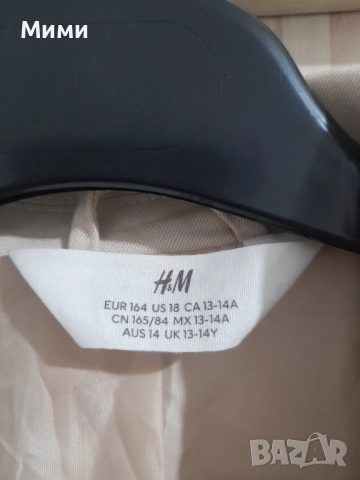 Мими
H&M
EUR 164 US 18 CA 13-14A
CN 165/84 MX 13-14A
AUS 14 UK 13-14Y
BAZAR